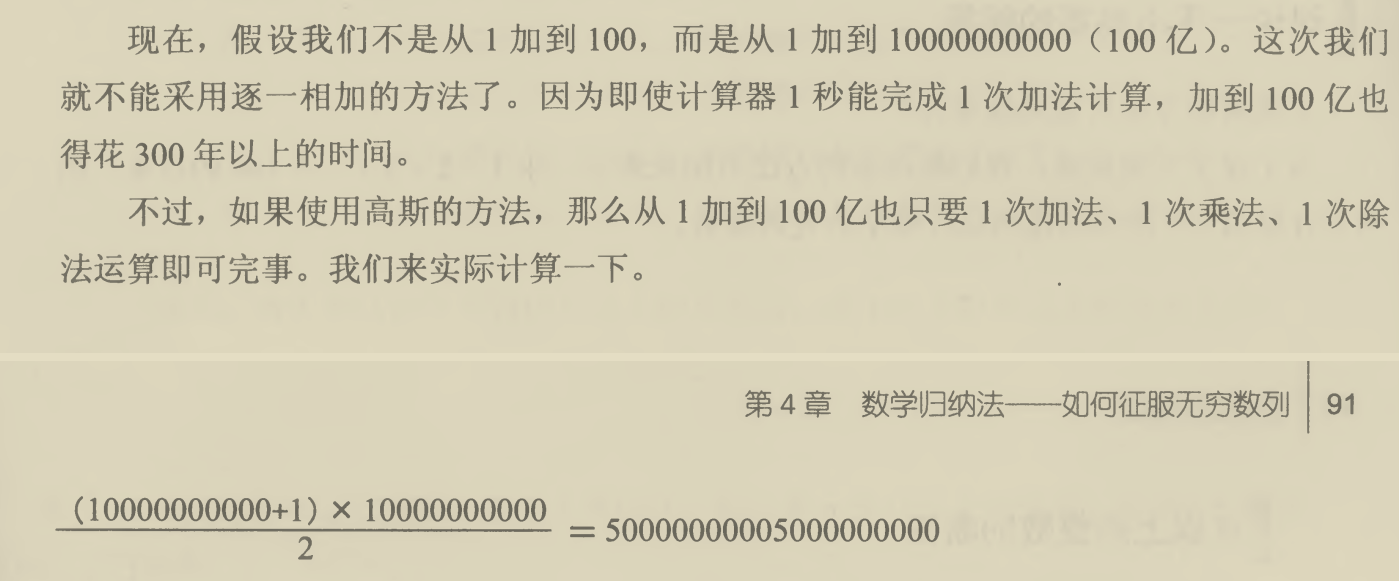 现在，假设我们不是从 1 加到 100，而是从 1 加到 10000000000（100 亿）。这次我们
就不能采用逐一相加的方法了。因为即使计算器 1 秒能完成 1 次加法计算，加到 100 亿也
得花 300 年以上的时间。
不过，如果使用高斯的方法，那么从 1 加到 100 亿也只要 1 次加法、1 次乘法、1 次除
法运算即可完事。我们来实际计算一下。
第 4 章 数学归纳法——如何征服无穷数列 91
(10000000000+1) × 10000000000
2
= 50000000005000000000